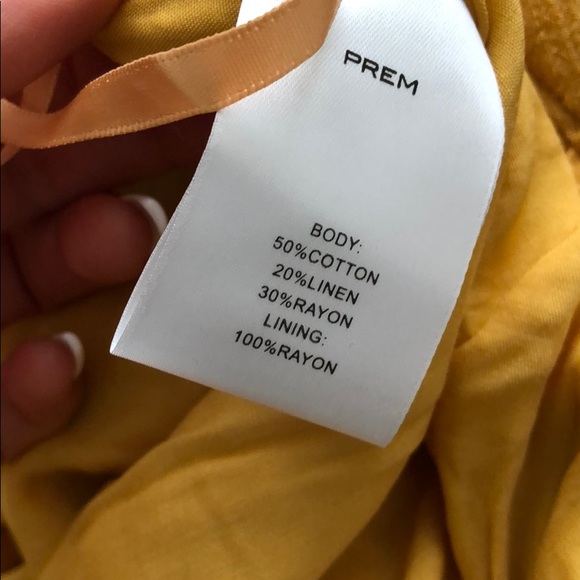 PREM
BODY:
50%COTTON
20%LINEN
30%RAYON
LINING:
100%RAYON